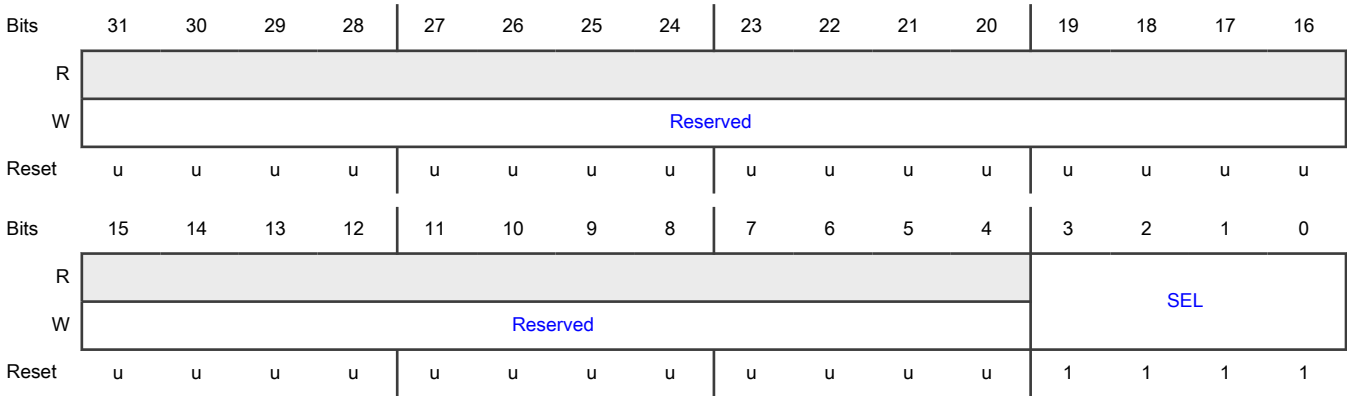 Bits 31 30 29 28 27 26 25 24 23 22 21 20 19 18 17 16
R
W Reserved
Reset u u u u u u u u u u u u u u u u
Bits 15 14 13 12 11 10 9 8 7 6 5 4 3 2 1 0
R
SEL
W Reserved
Reset u u u u u u u u u u u u 1 1 1 1